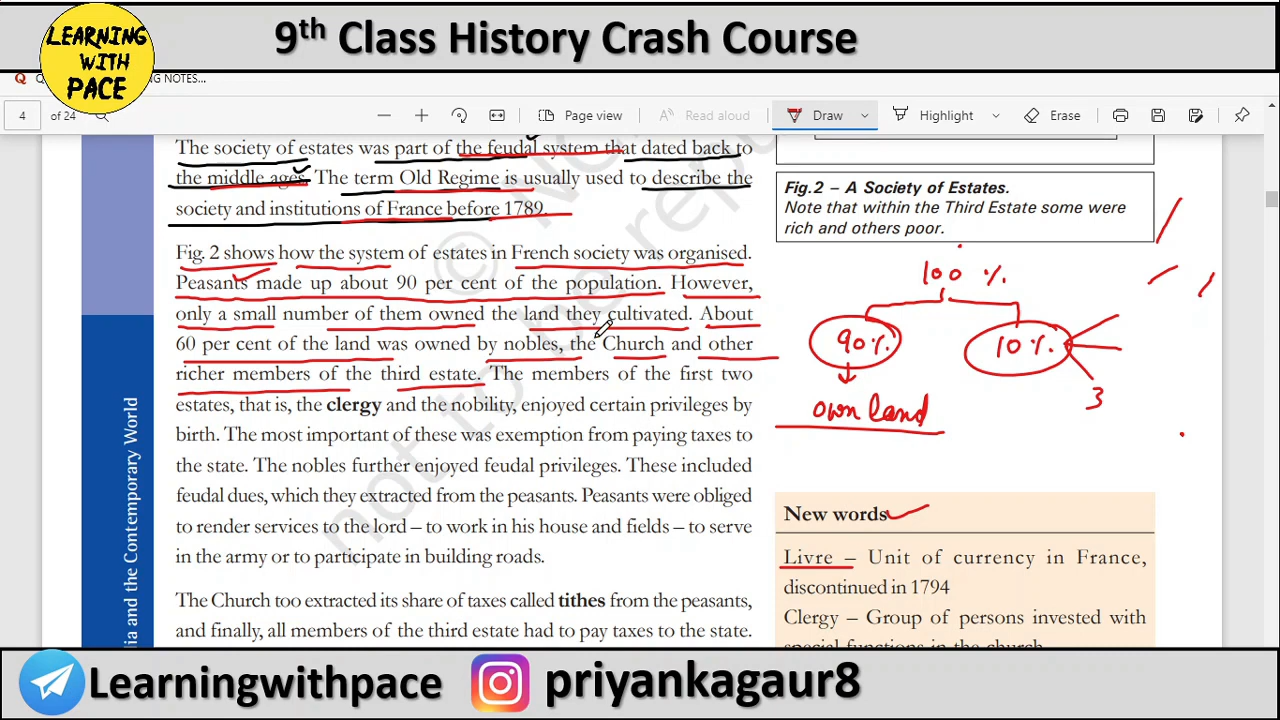 LEARNING
WITH
PACE
9th Class History Crash Course
NG NOTES...
4 of 24
Page view
Read aloud
Draw
Highlight
Erase
The society of estates was part of the feudal system that dated back to
the middle ages. The term Old Regime is usually used to describe the
society and institutions of France before 1789.
Fig. 2 shows how the system of estates in French society was organised.
Peasants made up about 90 per cent of the population. However,
only a small number of them owned the land they cultivated. About
60 per cent of the land was owned by nobles, the Church and other
richer members of the third estate. The members of the first two
estates, that is, the clergy and the nobility, enjoyed certain privileges by
birth. The most important of these was exemption from paying taxes to
the state. The nobles further enjoyed feudal privileges. These included
feudal dues, which they extracted from the peasants. Peasants were obliged
to render services to the lord – to work in his house and fields – to serve
in the army or to participate in building roads.
The Church too extracted its share of taxes called tithes from the peasants,
and finally, all members of the third estate had to pay taxes to the state.
Fig.2 – A Society of Estates.
Note that within the Third Estate some were
rich and others poor.
100 %
90%
10%
3
own land
New words
Livre – Unit of currency in France,
discontinued in 1794
Clergy – Group of persons invested with
special functions in the church
dia and the Contemporary World
not to be repu
Learningwithpace
priyankagaur8